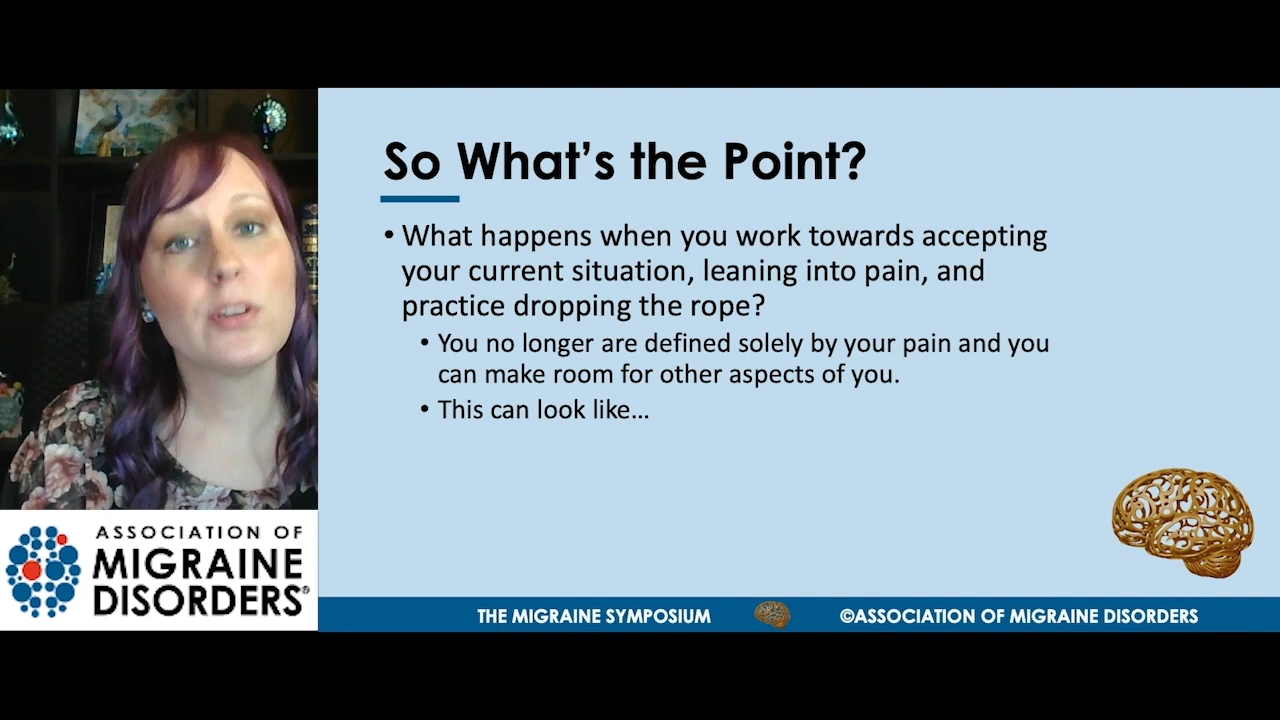 So What's the Point?
• What happens when you work towards accepting
your current situation, leaning into pain, and
practice dropping the rope?
• You no longer are defined solely by your pain and you
can make room for other aspects of you.
• This can look like…
ASSOCIATION OF
MIGRAINE
DISORDERS®
THE MIGRAINE SYMPOSIUM
©ASSOCIATION OF MIGRAINE DISORDERS